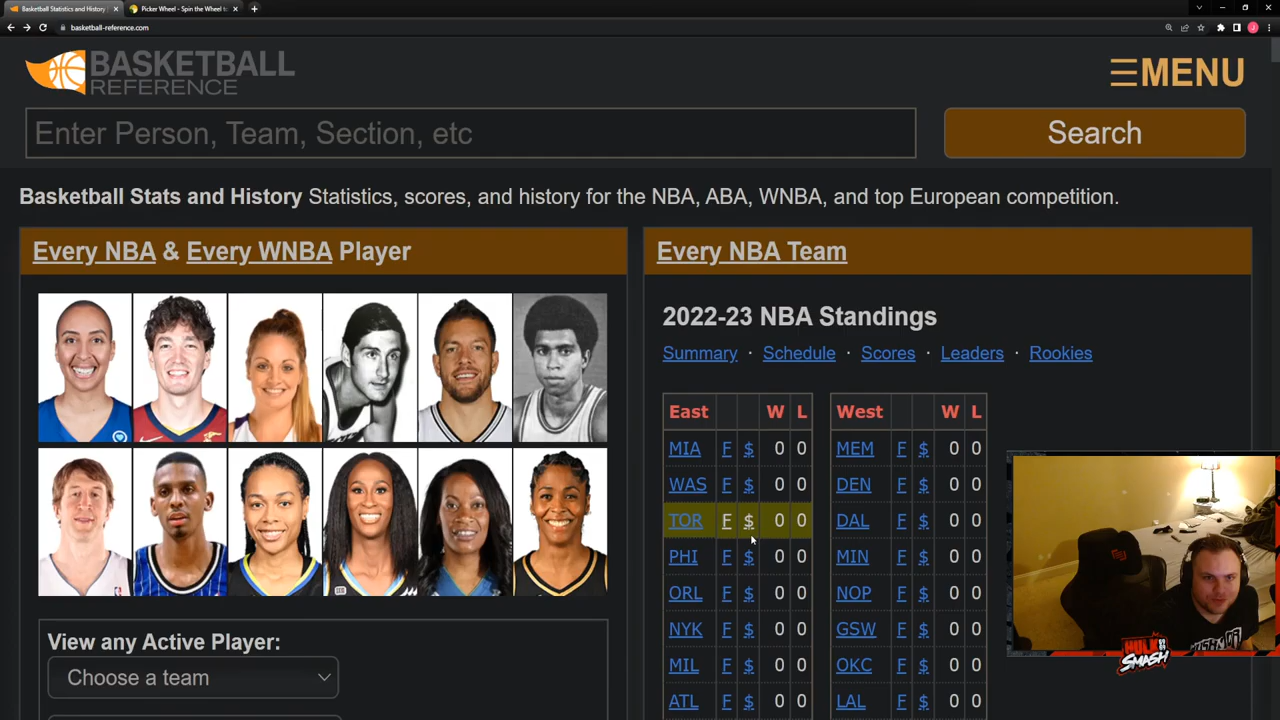 Basketball Statistics and History
Picker Wheel - Spin the Wheel to
basketball-reference.com
BASKETBALL
REFERENCE
MENU
Enter Person, Team, Section, etc
Search
Basketball Stats and History Statistics, scores, and history for the NBA, ABA, WNBA, and top European competition.
Every NBA & Every WNBA Player
Every NBA Team
2022-23 NBA Standings
Summary · Schedule · Scores · Leaders · Rookies
East W L West W L
MIA F $ 0 0 MEM F $ 0 0
WAS F $ 0 0 DEN F $ 0 0
TOR F $ 0 0 DAL F $ 0 0
PHI F $ 0 0 MIN F $ 0 0
ORL F $ 0 0 NOP F $ 0 0
NYK F $ 0 0 GSW F $ 0 0
MIL F $ 0 0 OKC F $ 0 0
ATL F $ 0 0 LAL F $ 0 0
View any Active Player:
Choose a team
HULK
SMASH